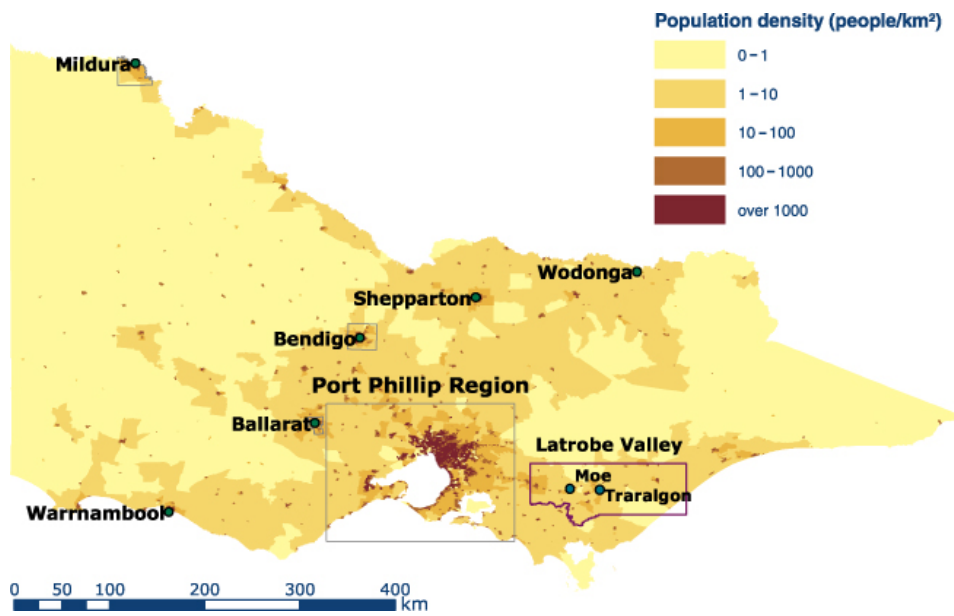 Population density (people/km²)
0–1
1–10
10–100
100–1000
over 1000
Mildura
Wodonga
Shepparton
Bendigo
Port Phillip Region
Ballarat
Latrobe Valley
Moe
Traralgon
Warrnambool
0 50 100 200 300 400
km